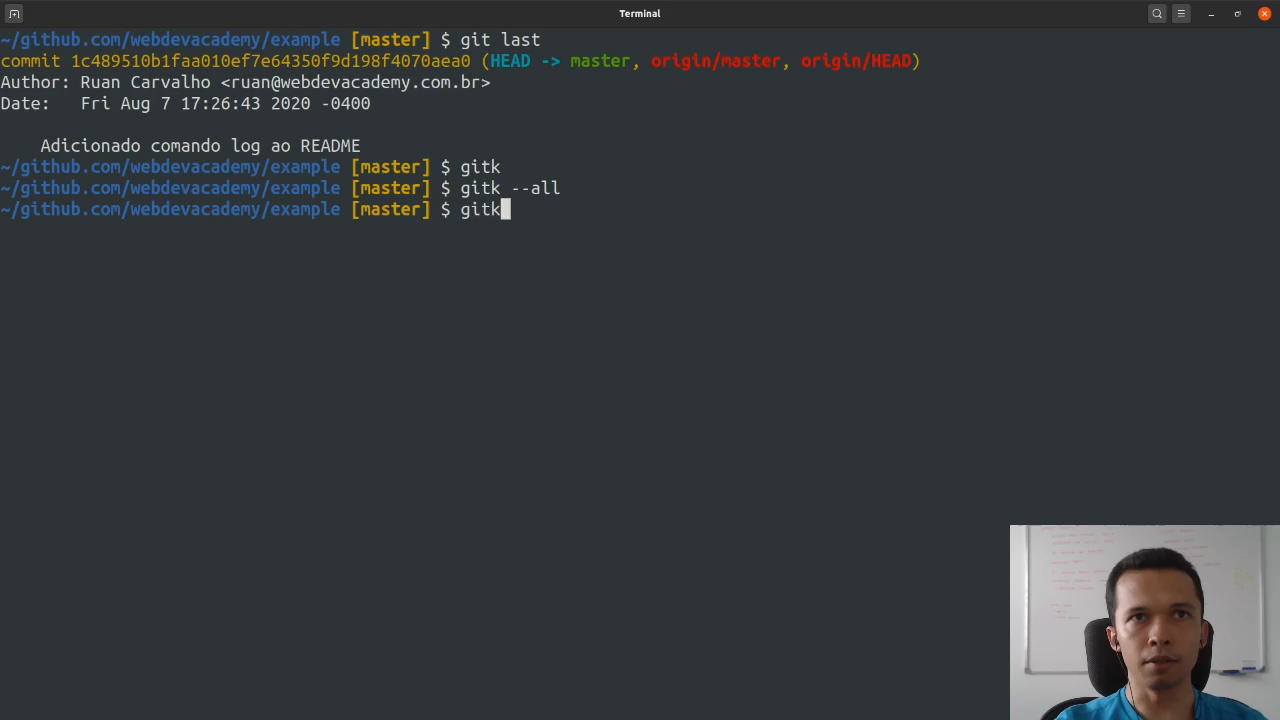 Terminal
~/github.com/webdevacademy/example [master] $ git last
commit 1c489510b1faa010ef7e64350f9d198f4070aea0 (HEAD -> master, origin/master, origin/HEAD)
Author: Ruan Carvalho <ruan@webdevacademy.com.br>
Date:   Fri Aug 7 17:26:43 2020 -0400
    Adicionado comando log ao README
~/github.com/webdevacademy/example [master] $ gitk
~/github.com/webdevacademy/example [master] $ gitk --all
~/github.com/webdevacademy/example [master] $ gitk